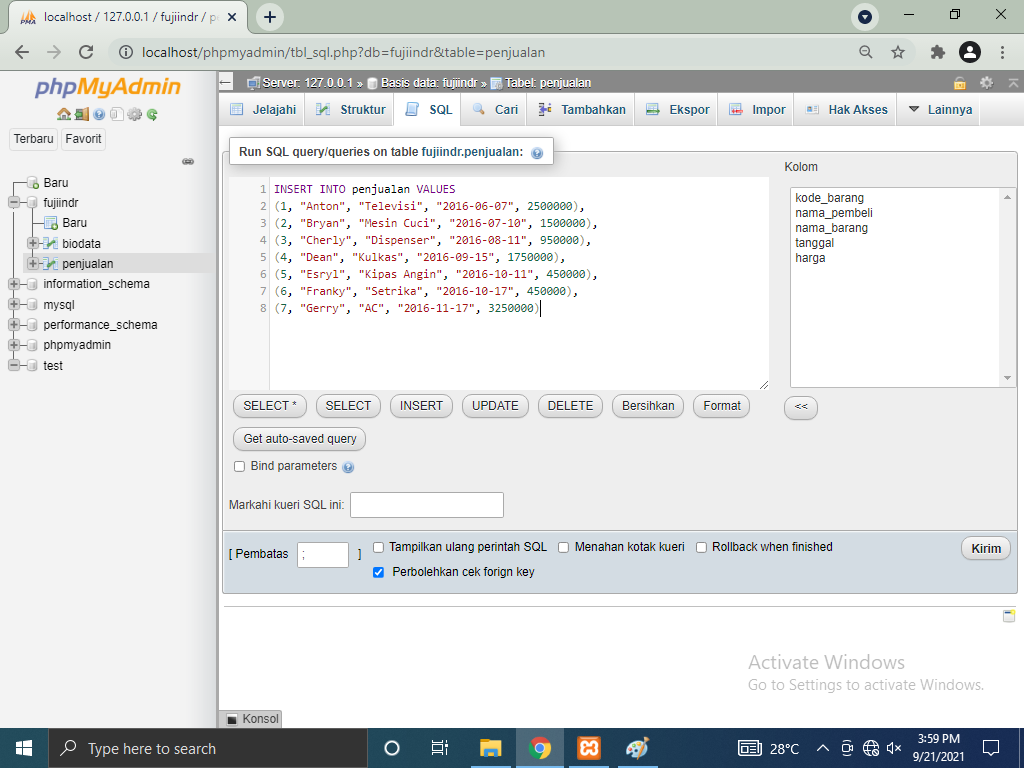 localhost / 127.0.0.1 / fujiindr / p
localhost/phpmyadmin/tbl_sql.php?db=fujiindr&table=penjualan
phpMyAdmin
Terbaru
Favorit
Baru
fujiindr
Baru
biodata
penjualan
information_schema
mysql
performance_schema
phpmyadmin
test
Server: 127.0.0.1 » Basis data: fujiindr » Tabel: penjualan
Jelajahi
Struktur
SQL
Cari
Tambahkan
Ekspor
Impor
Hak Akses
Lainnya
Run SQL query/queries on table fujiindr.penjualan:
1 INSERT INTO penjualan VALUES
2 (1, "Anton", "Televisi", "2016-06-07", 2500000),
3 (2, "Bryan", "Mesin Cuci", "2016-07-10", 1500000),
4 (3, "Cherly", "Dispenser", "2016-08-11", 950000),
5 (4, "Dean", "Kulkas", "2016-09-15", 1750000),
6 (5, "Esryl", "Kipas Angin", "2016-10-11", 450000),
7 (6, "Franky", "Setrika", "2016-10-17", 450000),
8 (7, "Gerry", "AC", "2016-11-17", 3250000)
Kolom
kode_barang
nama_pembeli
nama_barang
tanggal
harga
SELECT *
SELECT
INSERT
UPDATE
DELETE
Bersihkan
Format
<<
Get auto-saved query
Bind parameters
Markahi kueri SQL ini:
[ Pembatas ; ]
Tampilkan ulang perintah SQL
Menahan kotak kueri
Rollback when finished
Perbolehkan cek forign key
Kirim
Activate Windows
Go to Settings to activate Windows.
Konsol
Type here to search
28°C
3:59 PM
9/21/2021